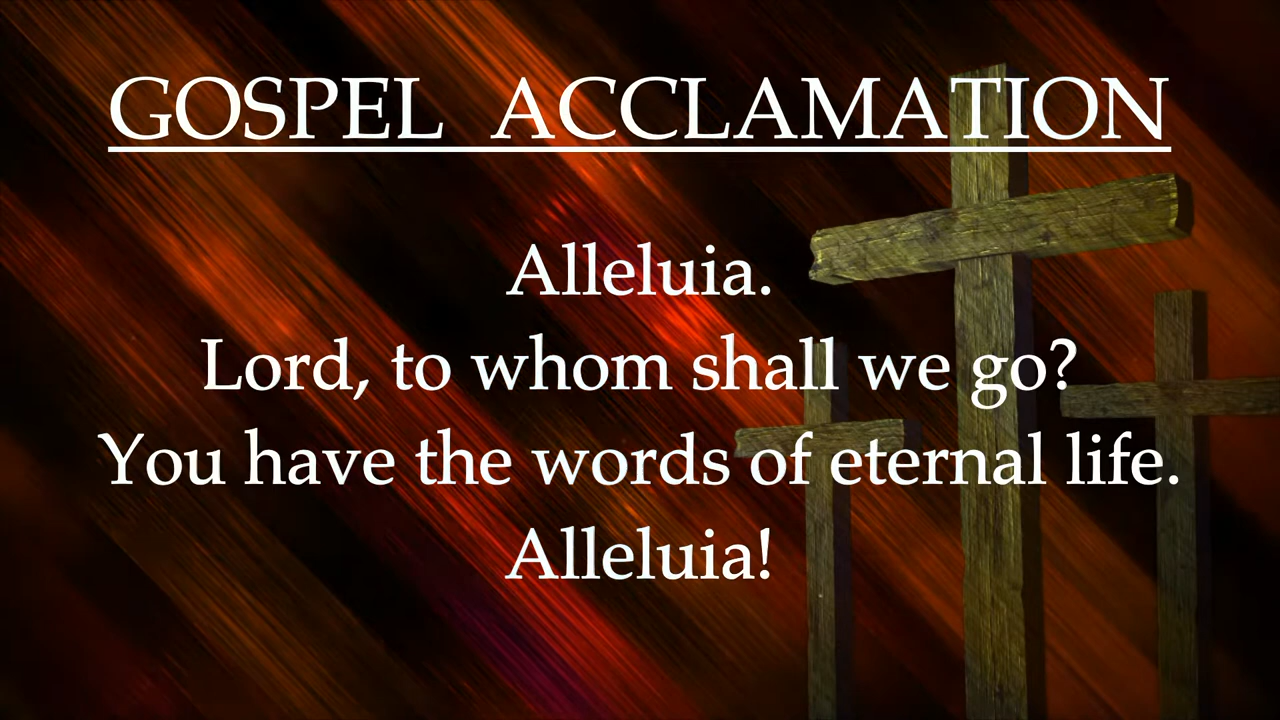 GOSPEL ACCLAMATION
Alleluia.
Lord, to whom shall we go?
You have the words of eternal life.
Alleluia!